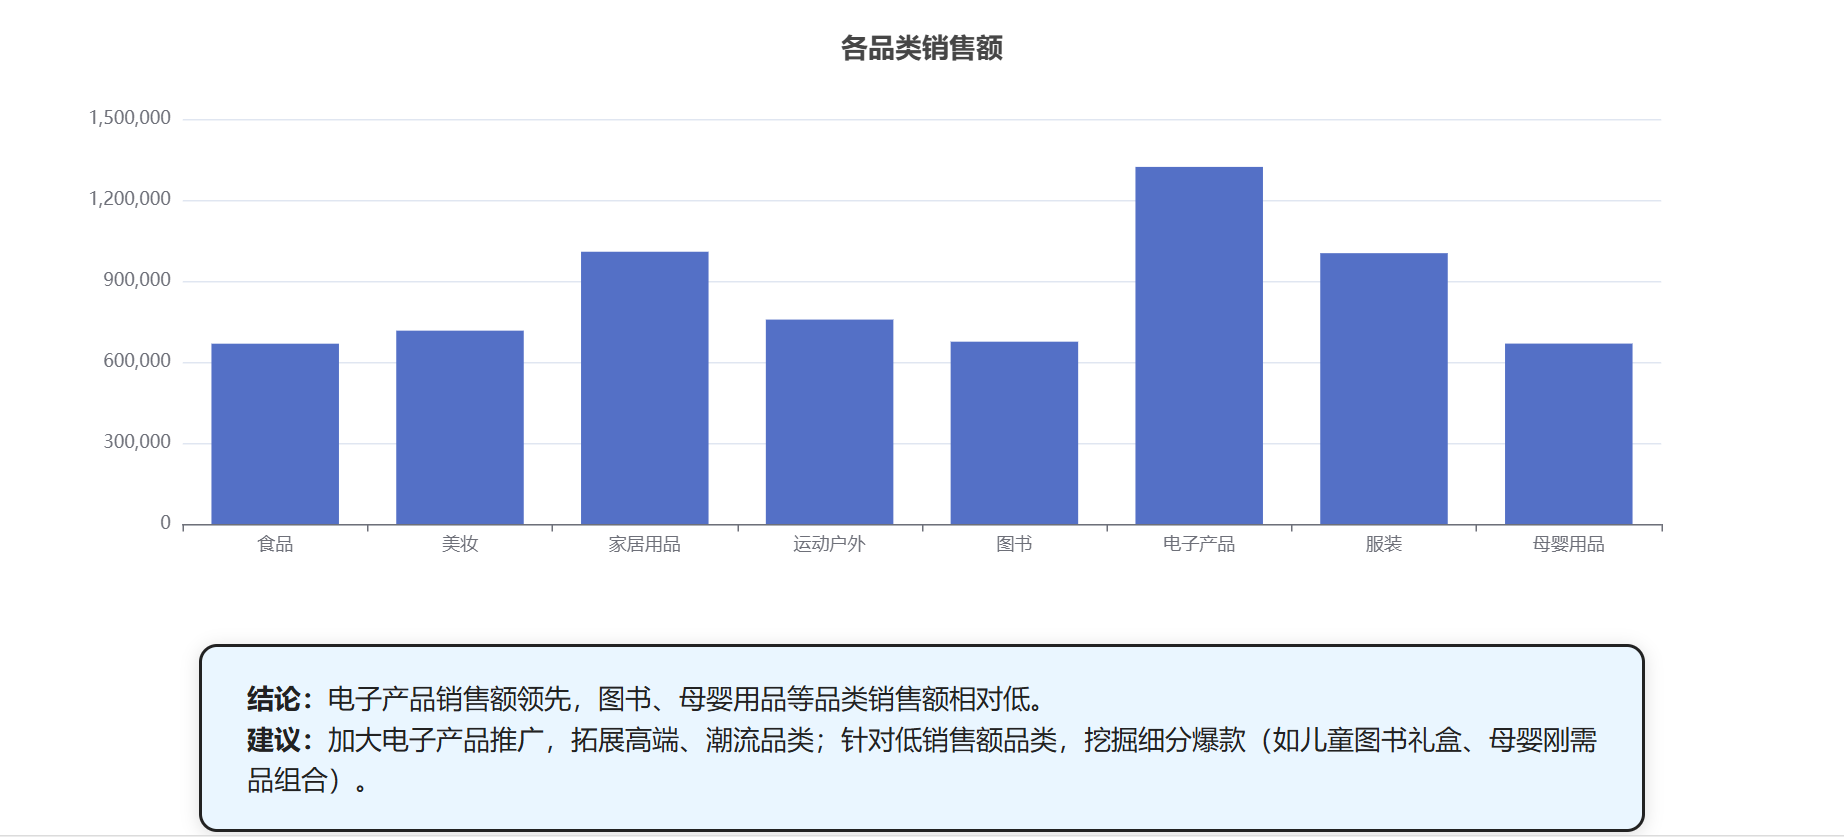 各品类销售额
1,500,000
1,200,000
900,000
600,000
300,000
0
食品 美妆 家居用品 运动户外 图书 电子产品 服装 母婴用品
结论：电子产品销售额领先，图书、母婴用品等品类销售额相对低。
建议：加大电子产品推广，拓展高端、潮流品类；针对低销售额品类，挖掘细分爆款（如儿童图书礼盒、母婴刚需
品组合）。